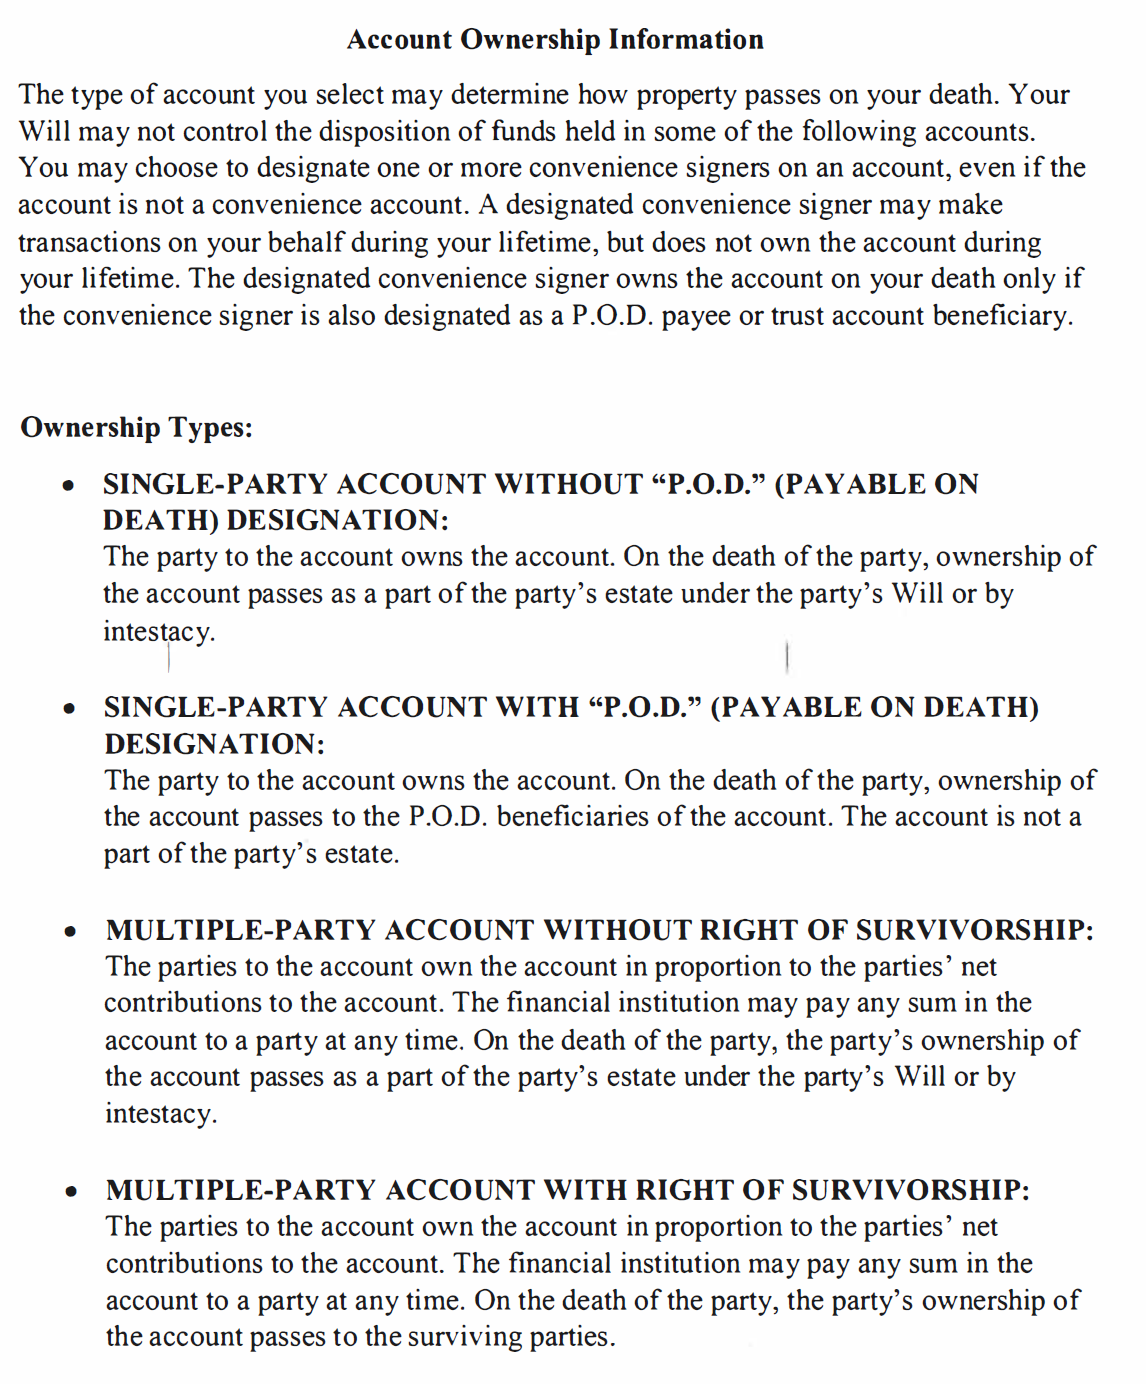 Account Ownership Information
The type of account you select may determine how property passes on your death. Your
Will may not control the disposition of funds held in some of the following accounts.
You may choose to designate one or more convenience signers on an account, even if the
account is not a convenience account. A designated convenience signer may make
transactions on your behalf during your lifetime, but does not own the account during
your lifetime. The designated convenience signer owns the account on your death only if
the convenience signer is also designated as a P.O.D. payee or trust account beneficiary.
Ownership Types:
• SINGLE-PARTY ACCOUNT WITHOUT “P.O.D.” (PAYABLE ON
DEATH) DESIGNATION:
The party to the account owns the account. On the death of the party, ownership of
the account passes as a part of the party’s estate under the party’s Will or by
intestacy.
• SINGLE-PARTY ACCOUNT WITH “P.O.D.” (PAYABLE ON DEATH)
DESIGNATION:
The party to the account owns the account. On the death of the party, ownership of
the account passes to the P.O.D. beneficiaries of the account. The account is not a
part of the party’s estate.
• MULTIPLE-PARTY ACCOUNT WITHOUT RIGHT OF SURVIVORSHIP:
The parties to the account own the account in proportion to the parties’ net
contributions to the account. The financial institution may pay any sum in the
account to a party at any time. On the death of the party, the party’s ownership of
the account passes as a part of the party’s estate under the party’s Will or by
intestacy.
• MULTIPLE-PARTY ACCOUNT WITH RIGHT OF SURVIVORSHIP:
The parties to the account own the account in proportion to the parties’ net
contributions to the account. The financial institution may pay any sum in the
account to a party at any time. On the death of the party, the party’s ownership of
the account passes to the surviving parties.